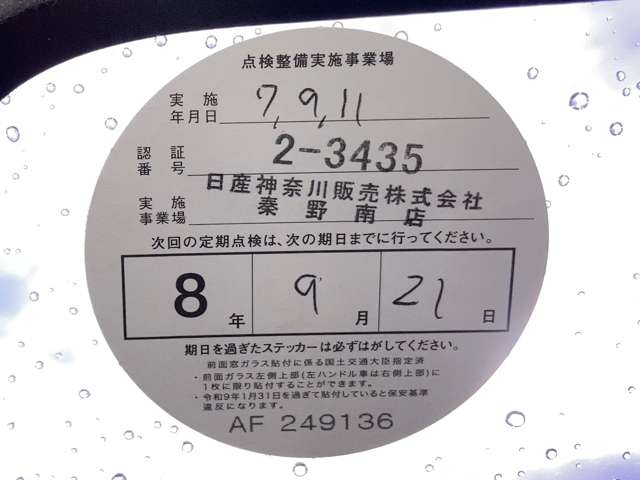 点検整備実施事業場
実施年月日 7,9,11
認証番号 2-3435
日産神奈川販売株式会社
実施事業場 秦野南店
次回の定期点検は、次の期日までに行ってください。
8年 9月 21日
期日を過ぎたステッカーは必ずはがしてください。
前面窓ガラス貼付に係る国土交通大臣指定済
・前面ガラス左側上部(左ハンドル車は右側上部)に
1枚に限り貼付することができます。
・令和9年1月31日を過ぎて貼付していると保安基準
違反になります。
AF 249136